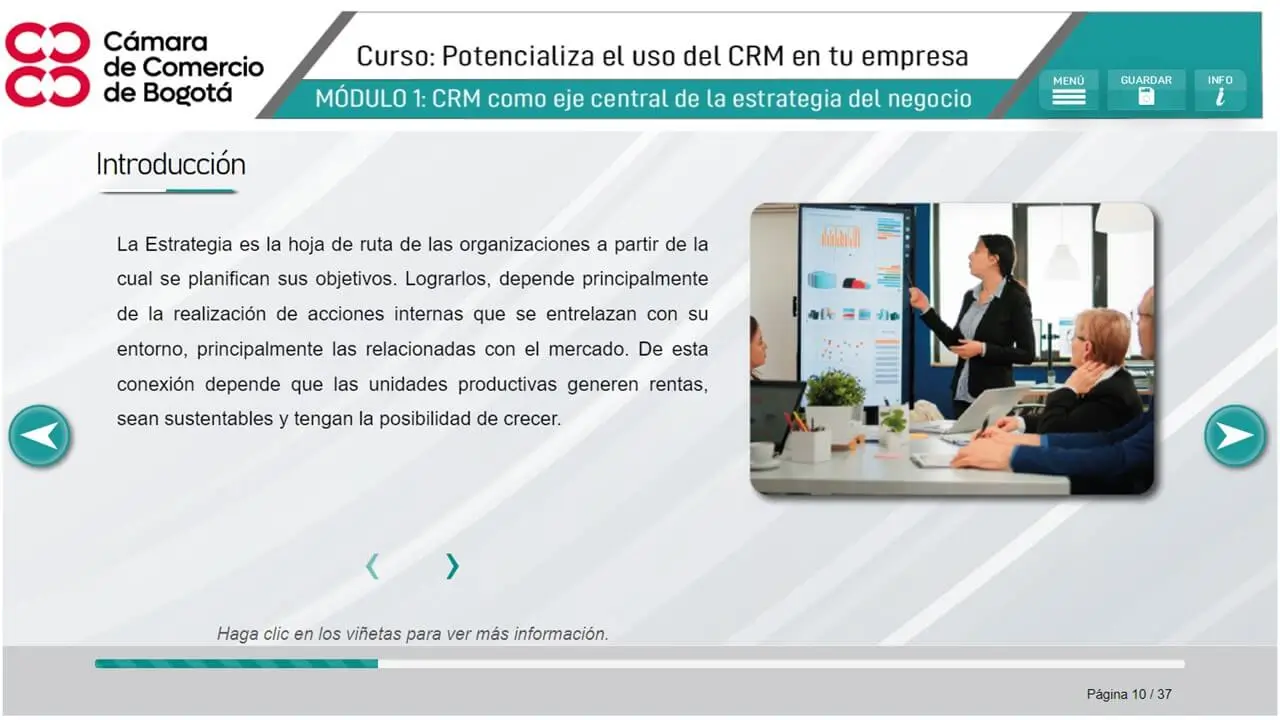 Cámara
de Comercio
de Bogotá
Curso: Potencializa el uso del CRM en tu empresa
MÓDULO 1: CRM como eje central de la estrategia del negocio
MENÚ
GUARDAR
INFO
i
Introducción
La Estrategia es la hoja de ruta de las organizaciones a partir de la
cual se planifican sus objetivos. Lograrlos, depende principalmente
de la realización de acciones internas que se entrelazan con su
entorno, principalmente las relacionadas con el mercado. De esta
conexión depende que las unidades productivas generen rentas,
sean sustentables y tengan la posibilidad de crecer.
Haga clic en los viñetas para ver más información.
Página 10 / 37